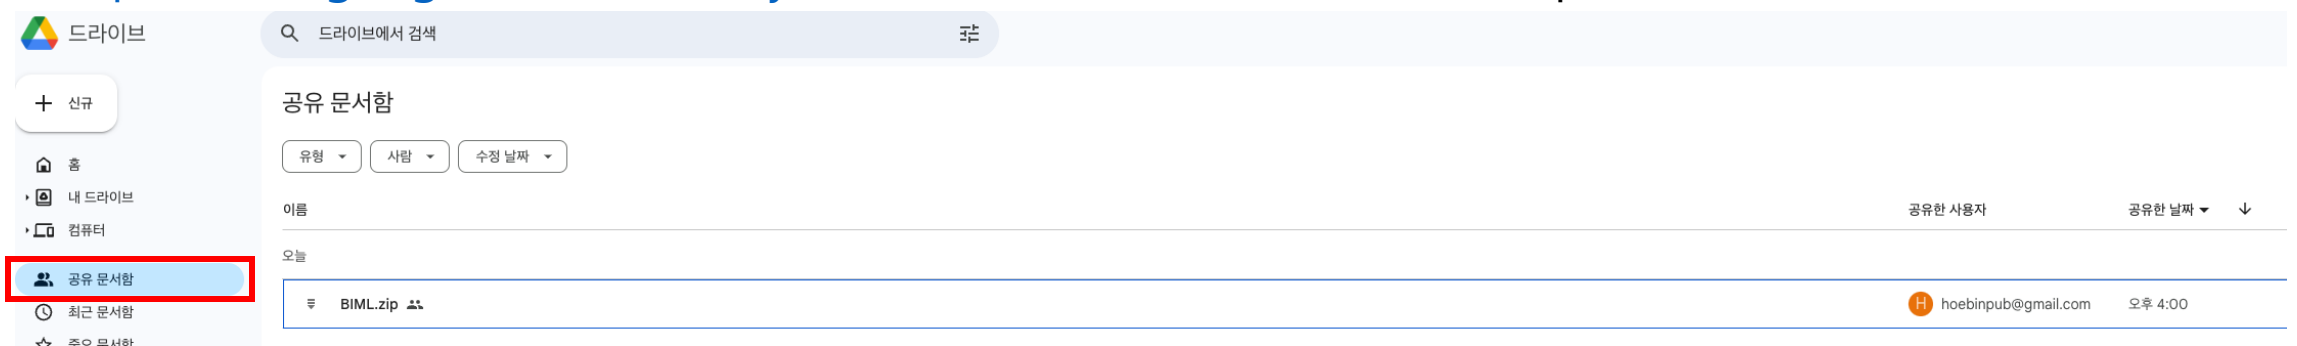 드라이브
드라이브에서 검색
신규
공유 문서함
유형
사람
수정 날짜
홈
내 드라이브
컴퓨터
이름
공유한 사용자
공유한 날짜
오늘
공유 문서함
BIML.zip
H
hoebinpub@gmail.com
오후 4:00
최근 문서함